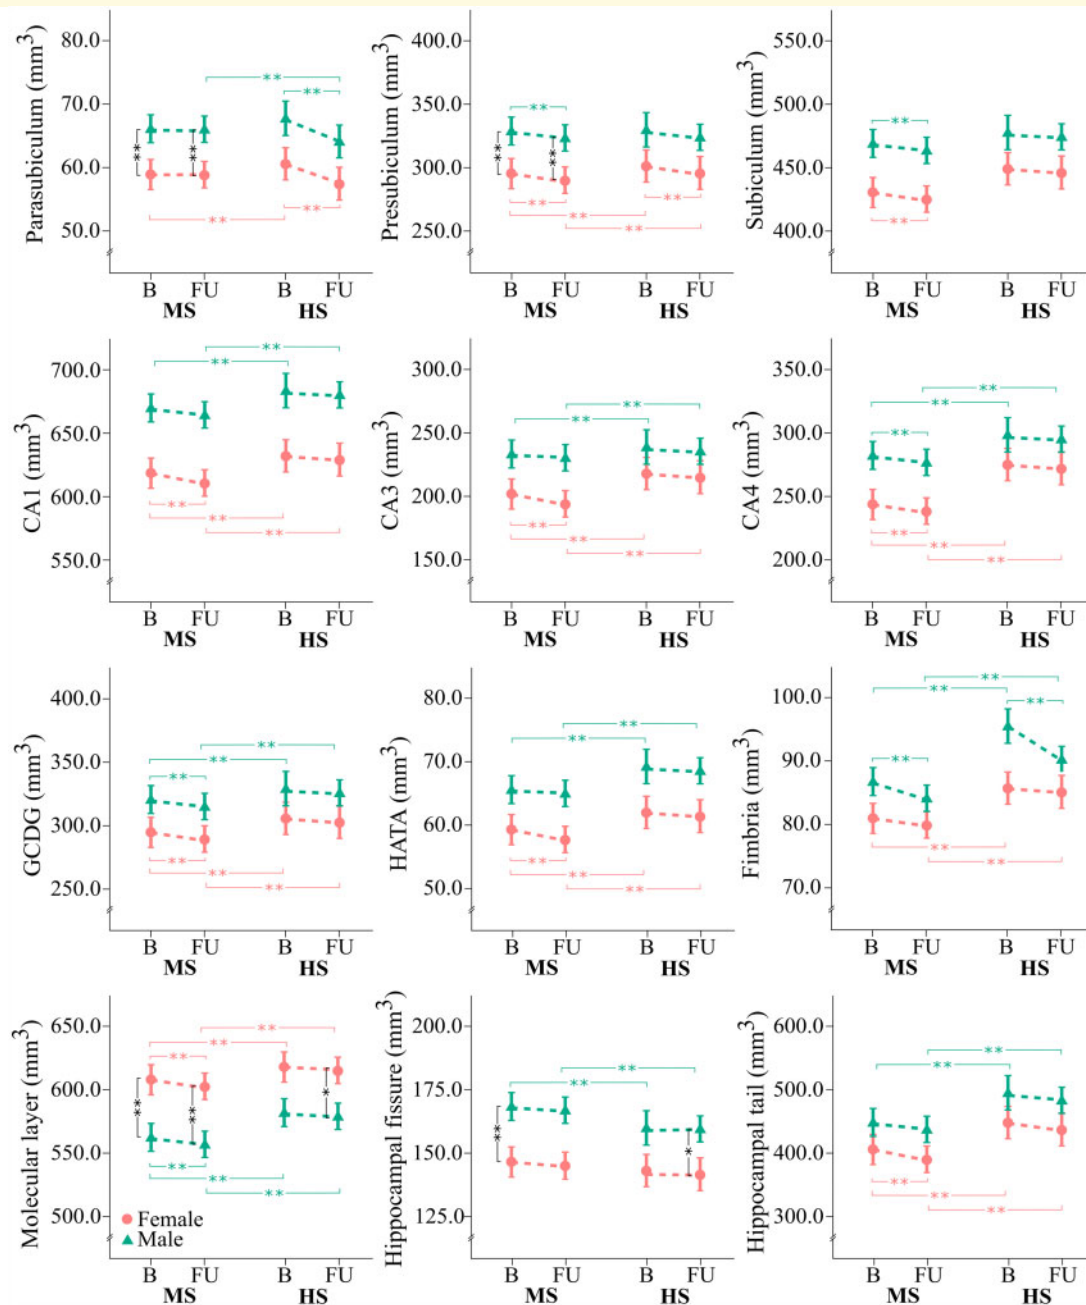 Parasubiculum (mm3)
80.0
70.0
60.0
50.0
** ** ** ** ** **
B FU B FU
MS HS
Presubiculum (mm3)
400.0
350.0
300.0
250.0
** ** ** ** ** ** **
B FU B FU
MS HS
Subiculum (mm3)
550.0
500.0
450.0
400.0
** **
B FU B FU
MS HS
CA1 (mm3)
700.0
650.0
600.0
550.0
** ** ** ** **
B FU B FU
MS HS
CA3 (mm3)
300.0
250.0
200.0
150.0
** ** ** ** **
B FU B FU
MS HS
CA4 (mm3)
350.0
300.0
250.0
200.0
** ** ** ** ** **
B FU B FU
MS HS
GCDG (mm3)
400.0
350.0
300.0
250.0
** ** ** ** ** **
B FU B FU
MS HS
HATA (mm3)
80.0
70.0
60.0
50.0
** ** ** ** **
B FU B FU
MS HS
Fimbria (mm3)
100.0
90.0
80.0
70.0
** ** ** ** ** **
B FU B FU
MS HS
Molecular layer (mm3)
650.0
600.0
550.0
500.0
** ** ** ** ** * ** ** **
Female
Male
B FU B FU
MS HS
Hippocampal fissure (mm3)
200.0
175.0
150.0
125.0
** ** ** *
B FU B FU
MS HS
Hippocampal tail (mm3)
600.0
500.0
400.0
300.0
** ** ** ** **
B FU B FU
MS HS